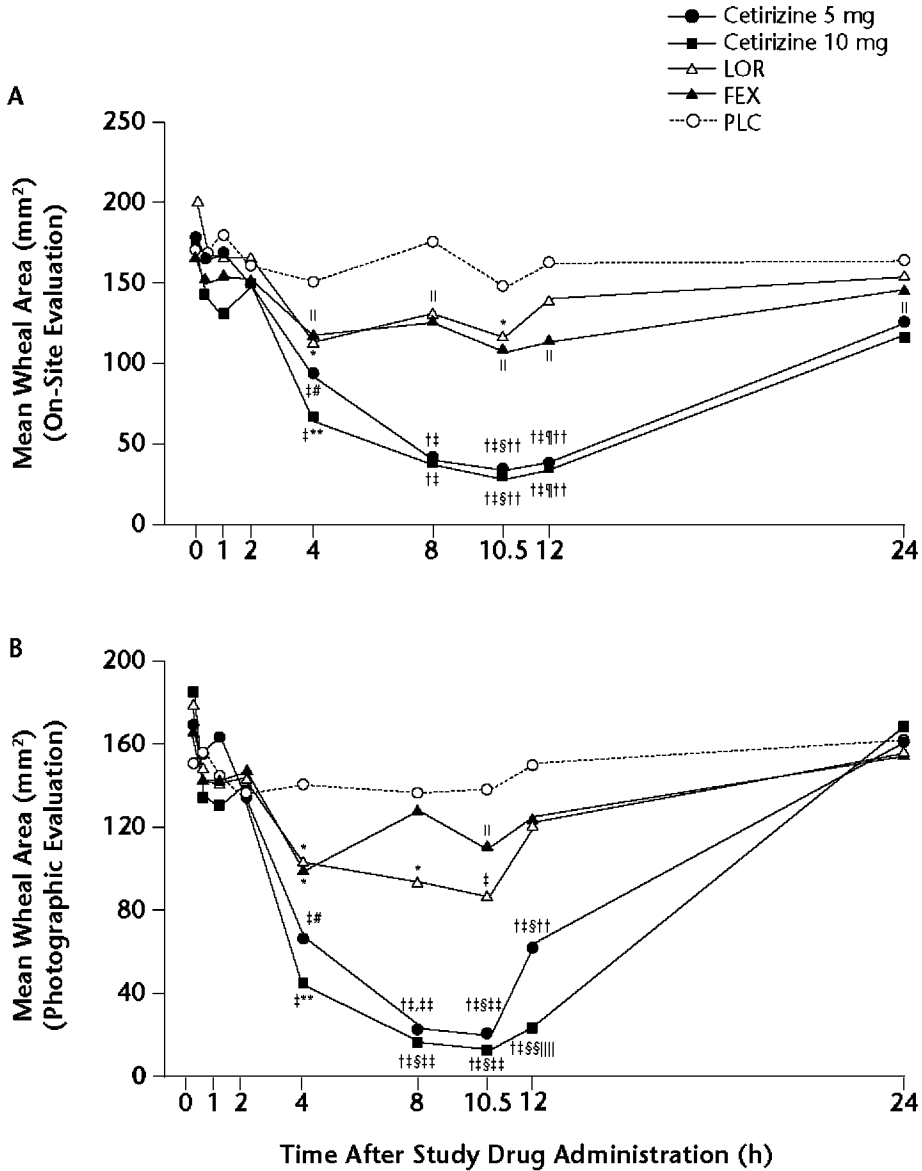 Cetirizine 5 mg
Cetirizine 10 mg
LOR
FEX
PLC
A
Mean Wheal Area (mm²)
(On-Site Evaluation)
250
200
150
100
50
0
||
||
*
*
||
||
||
‡#
‡**
†‡
†‡
†‡§††
†‡§††
†‡¶††
†‡¶††
0 1 2 4 8 10.5 12 24
B
Mean Wheal Area (mm²)
(Photographic Evaluation)
200
160
120
80
40
0
*
*
*
||
‡
‡#
‡**
†‡,‡‡
†‡§‡‡
†‡§‡‡
†‡§‡‡
†‡§††
†‡§§||||
0 1 2 4 8 10.5 12 24
Time After Study Drug Administration (h)